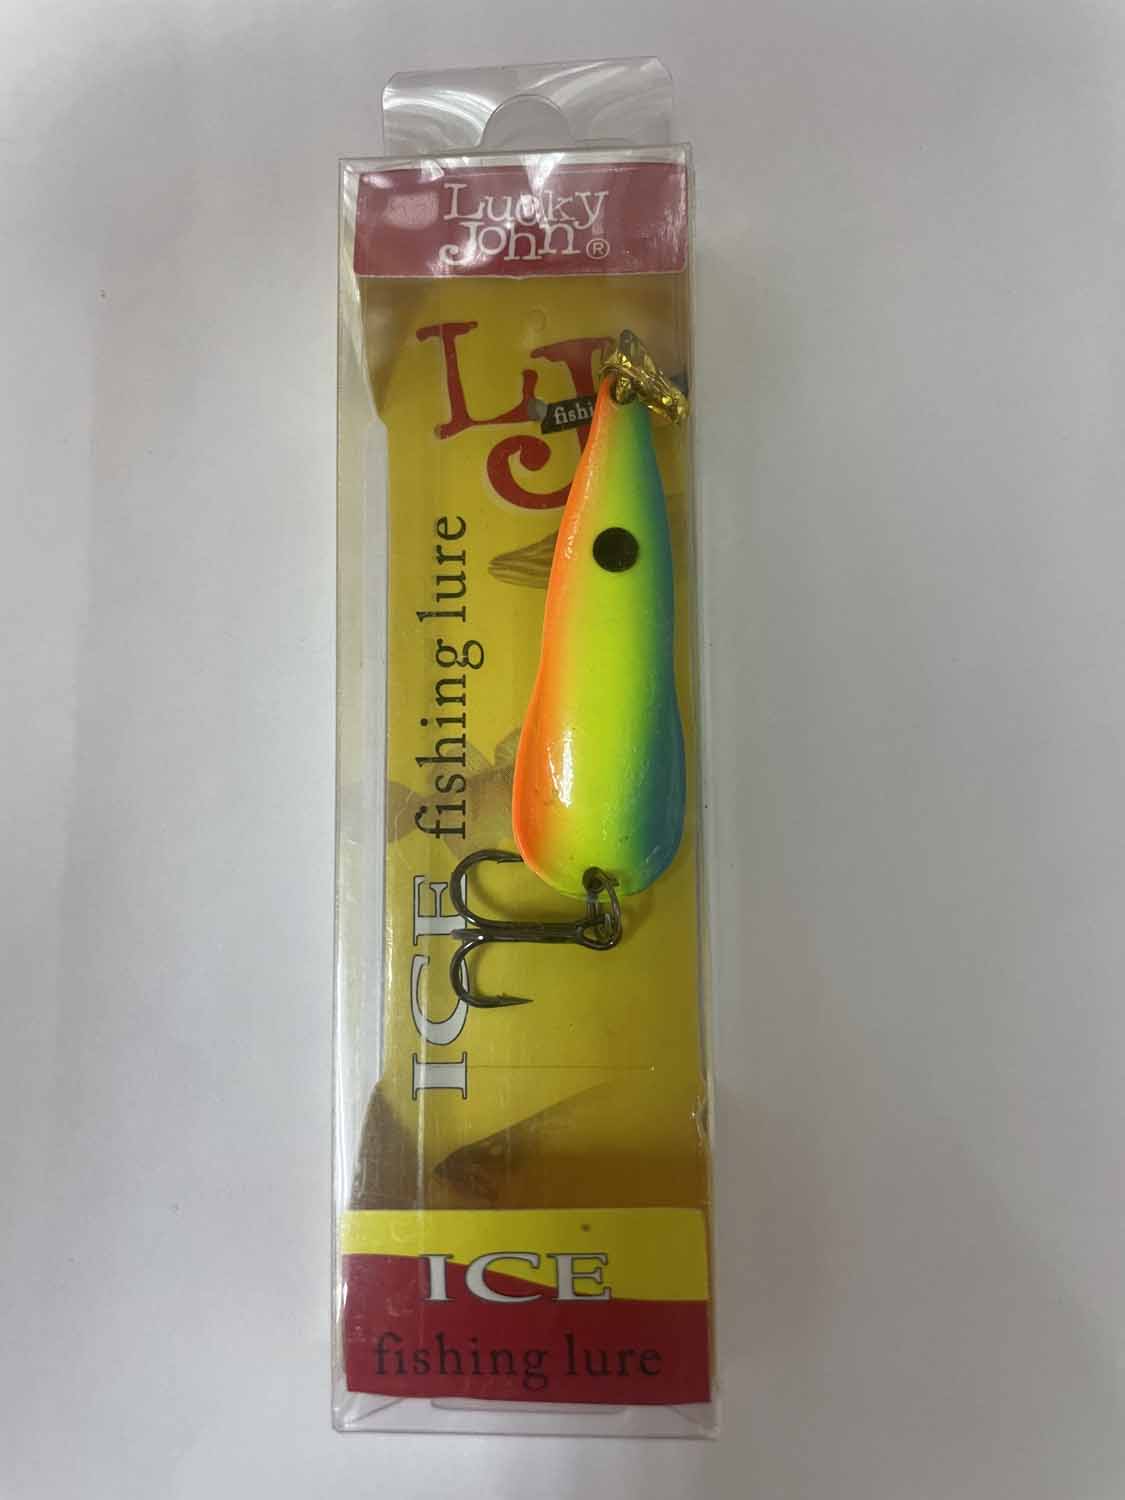 Lucky
John®
LJ
fishi
ICE fishing lure
ICE
fishing lure